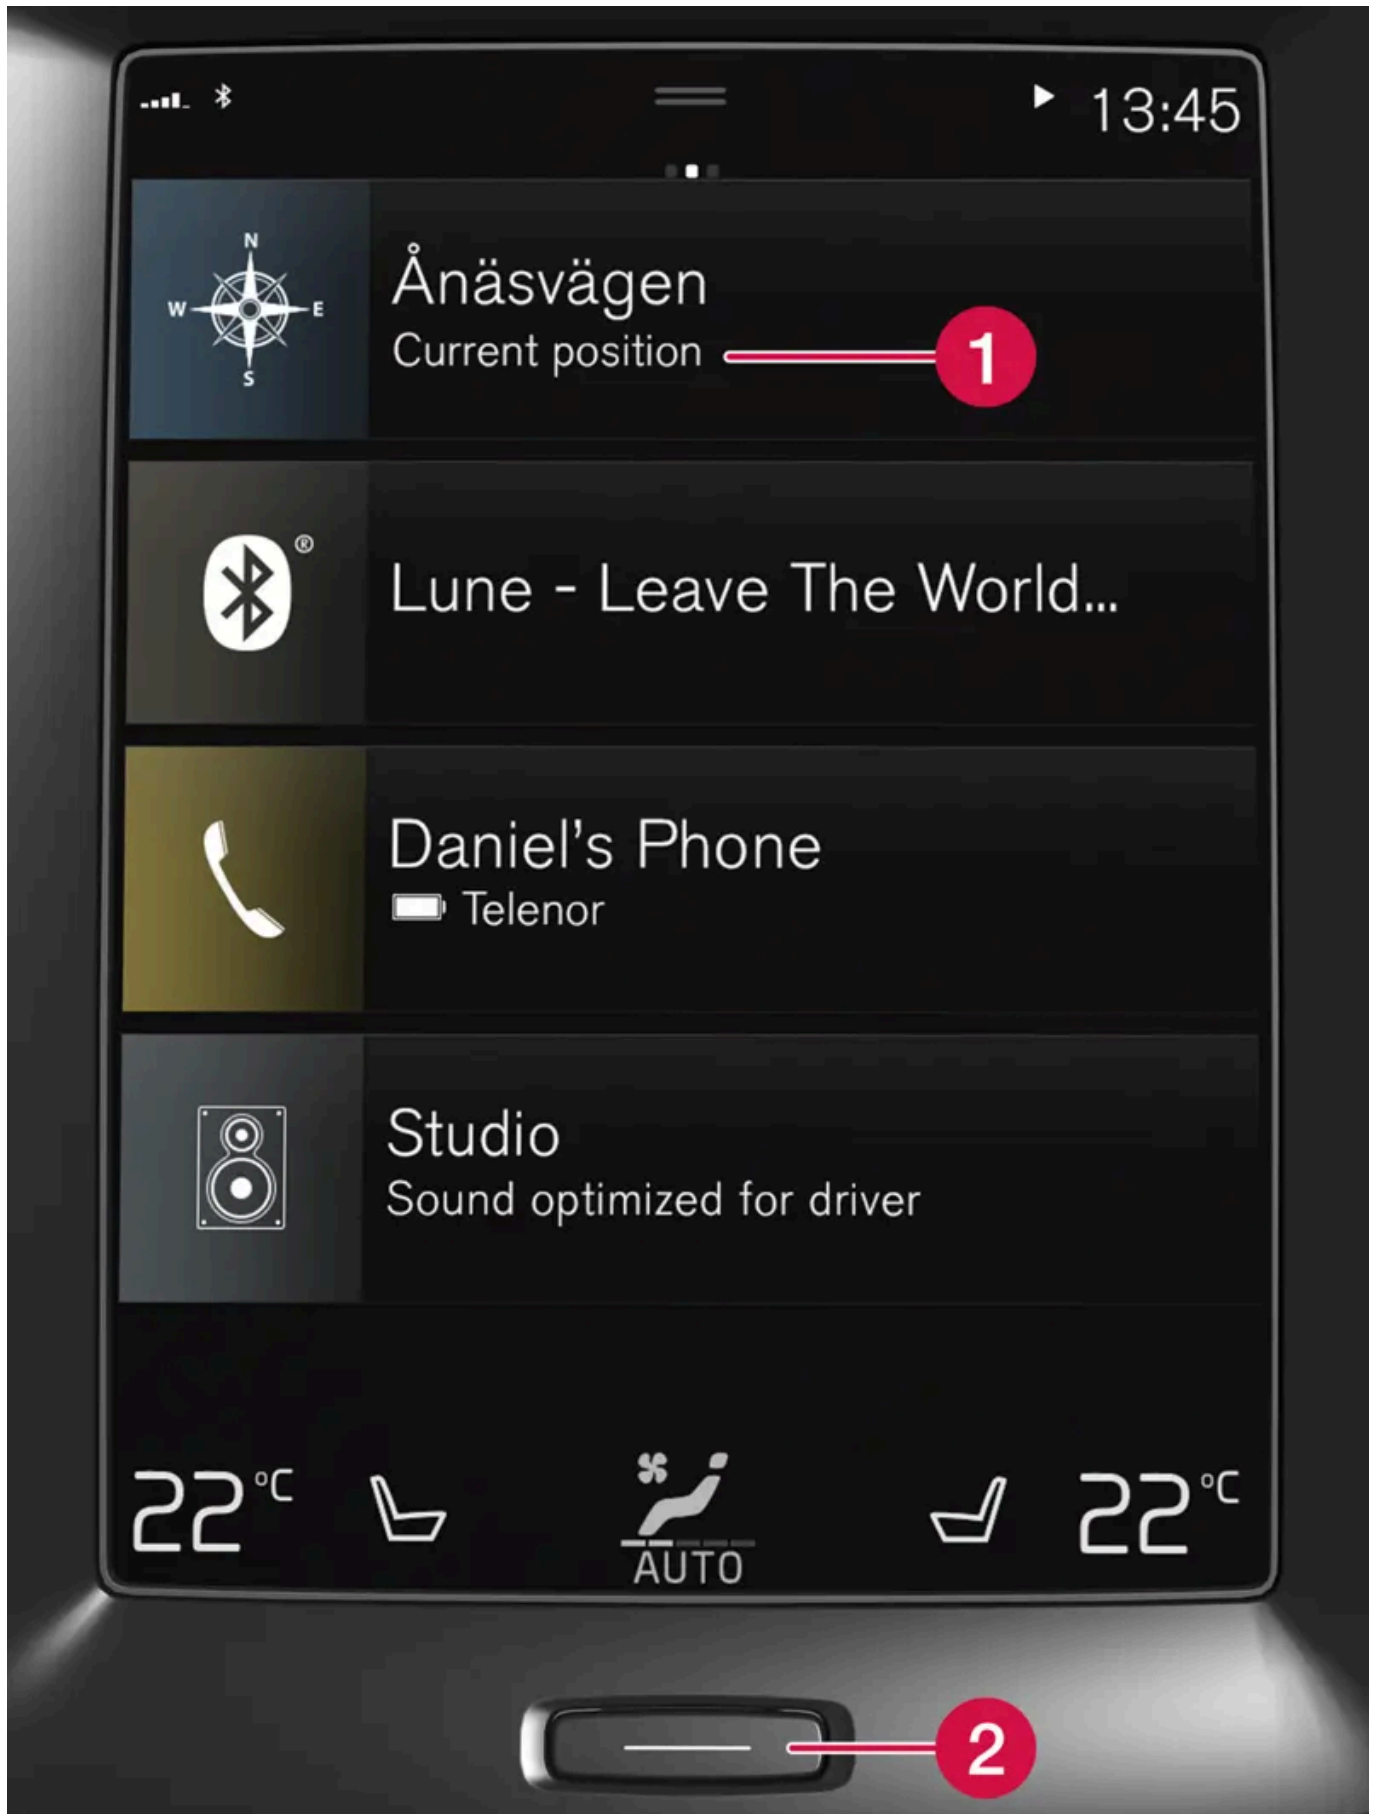 13:45
N
W E
S
Ånäsvägen
Current position
1
®
Lune - Leave The World...
Daniel's Phone
Telenor
Studio
Sound optimized for driver
22°C
22°C
AUTO
2